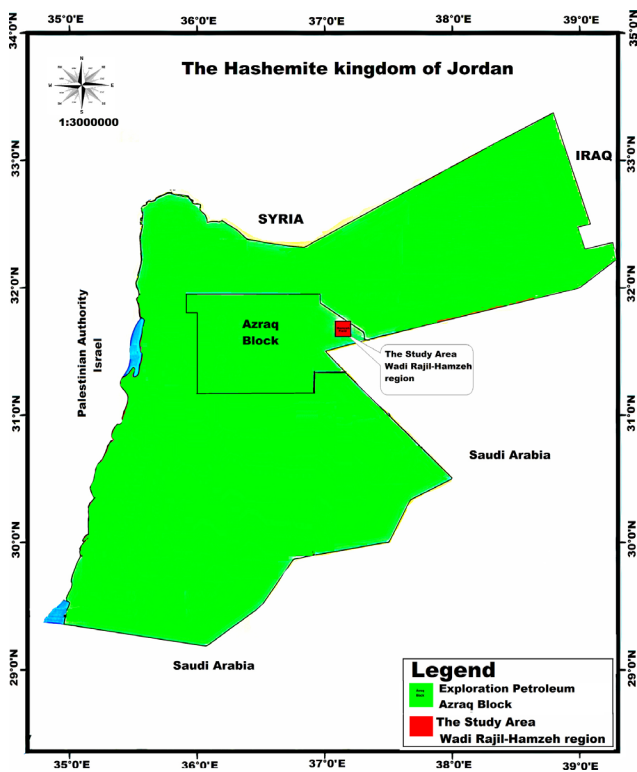 35°0'E 36°0'E 37°0'E 38°0'E 39°0'E
34°0'N 35°0'N
The Hashemite kingdom of Jordan
N
W E
S
1:3000000
33°0'N 33°0'N
IRAQ
SYRIA
32°0'N 32°0'N
Azraq
Block
Palestinian Authority
Israel
The Study Area
Wadi Rajil-Hamzeh
region
31°0'N 31°0'N
Saudi Arabia
30°0'N 30°0'N
Saudi Arabia
29°0'N 29°0'N
Legend
Exploration Petroleum
Azraq Block
The Study Area
Wadi Rajil-Hamzeh region
35°0'E 36°0'E 37°0'E 38°0'E 39°0'E